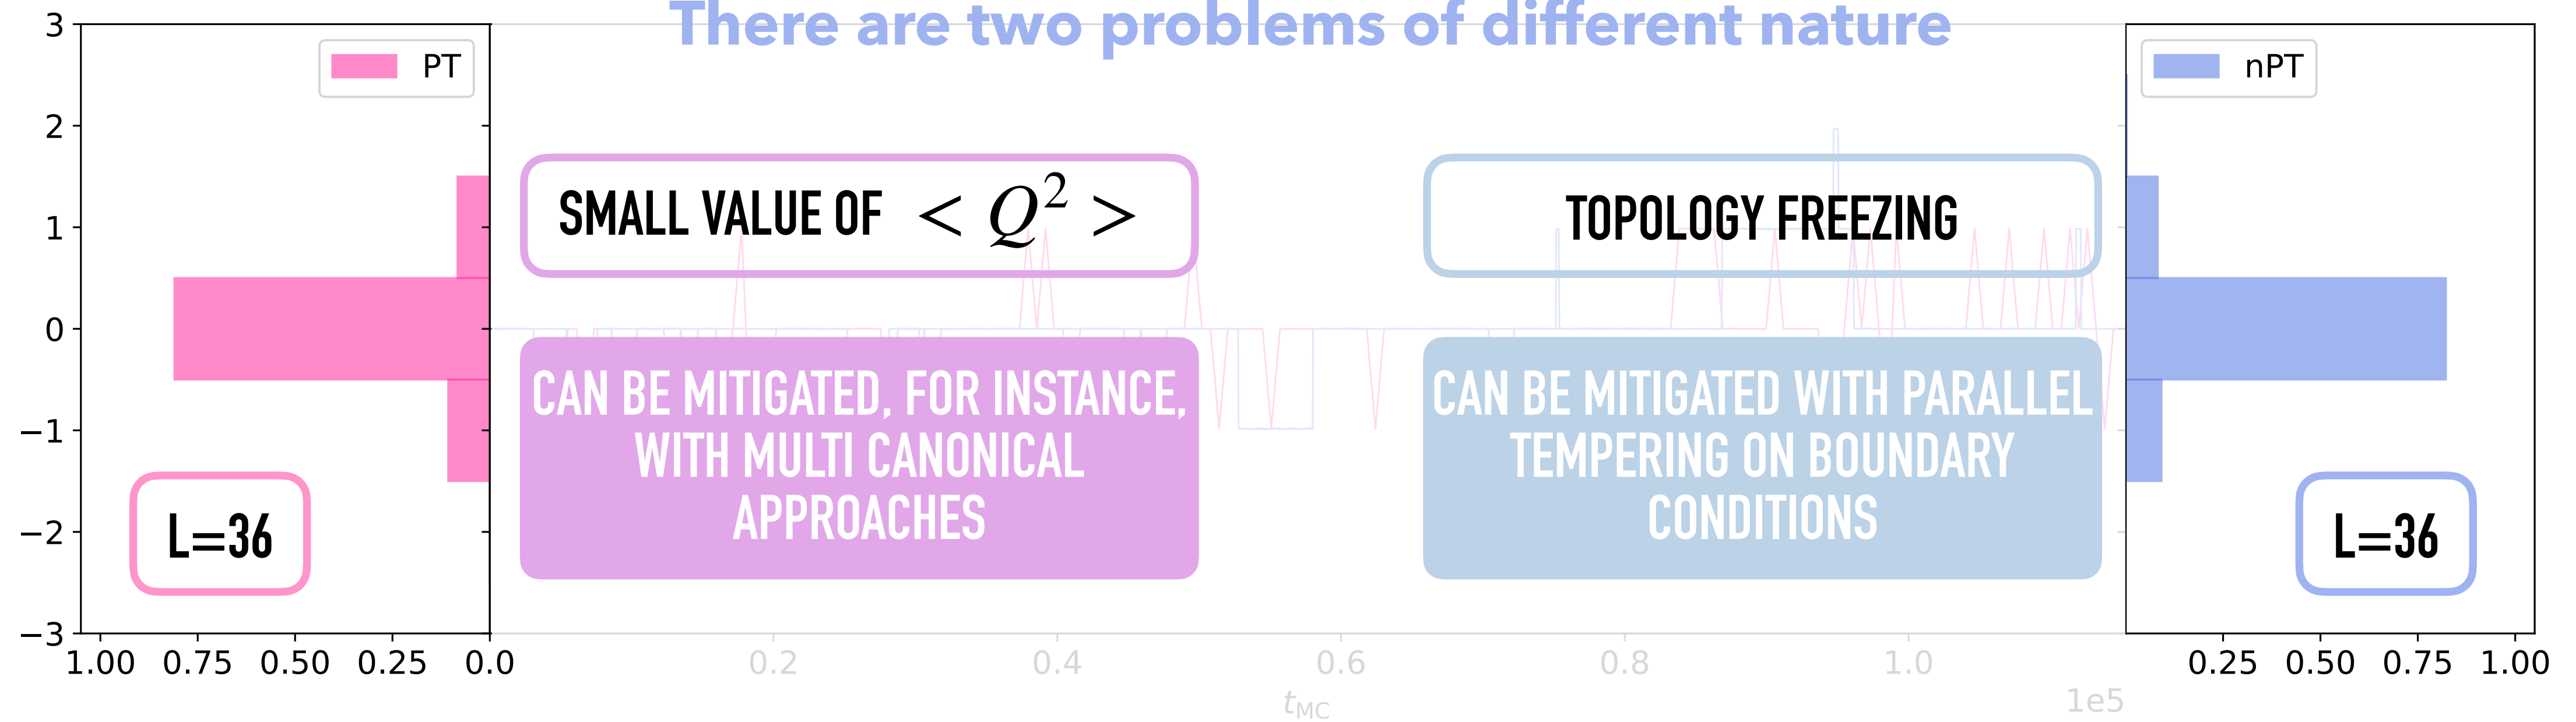 There are two problems of different nature
3
2
1
0
−1
−2
−3
PT
L=36
1.00 0.75 0.50 0.25 0.0
SMALL VALUE OF < Q² >
CAN BE MITIGATED, FOR INSTANCE,
WITH MULTI CANONICAL
APPROACHES
TOPOLOGY FREEZING
CAN BE MITIGATED WITH PARALLEL
TEMPERING ON BOUNDARY
CONDITIONS
0.2 0.4 0.6 0.8 1.0
t_MC
1e5
nPT
L=36
0.25 0.50 0.75 1.00